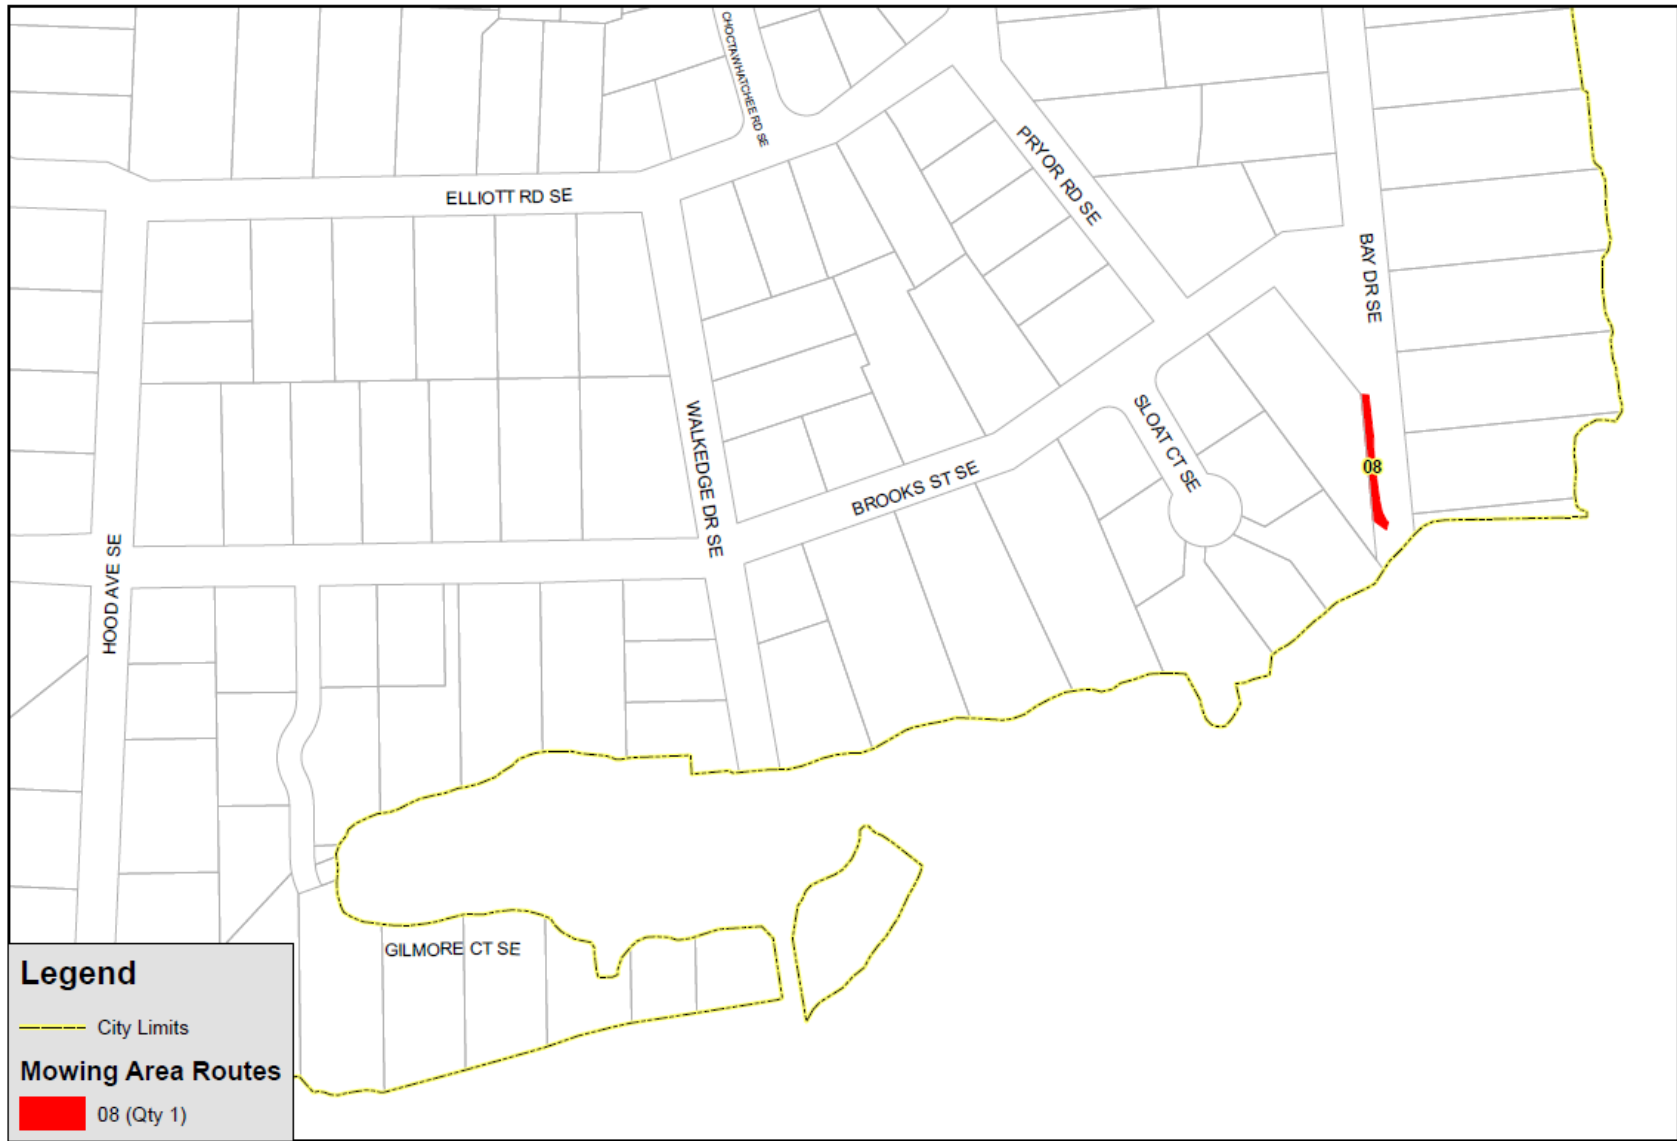 CHOCTAWHATCHEE RD SE
PRYOR RD SE
ELLIOTT RD SE
BAY DR SE
WALKEDGE DR SE
SLOAT CT SE
08
BROOKS ST SE
HOOD AVE SE
GILMORE CT SE
Legend
City Limits
Mowing Area Routes
08 (Qty 1)